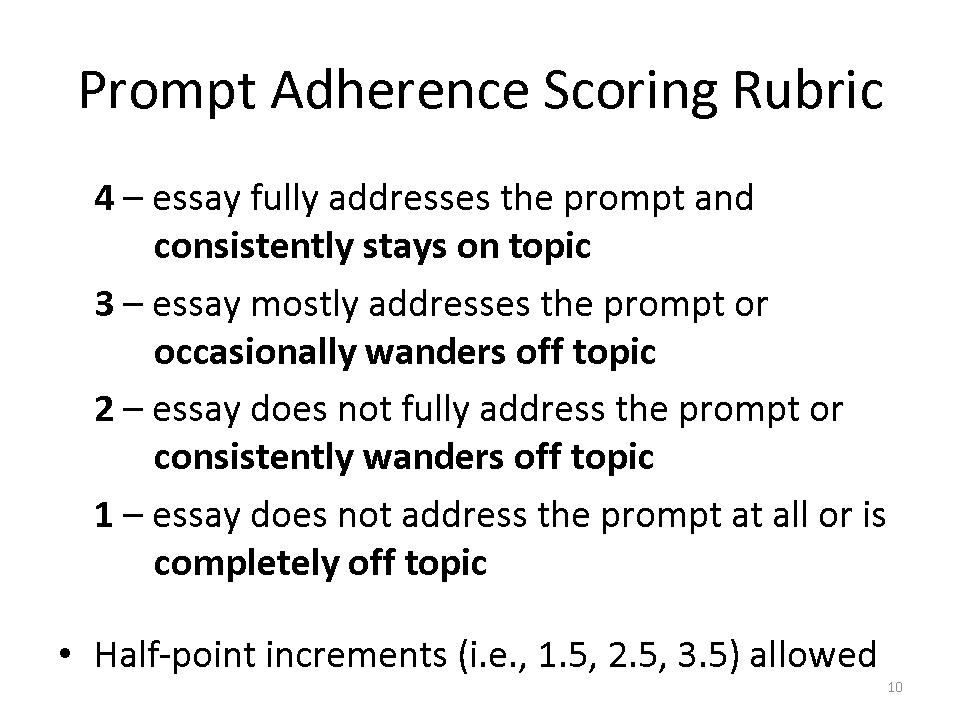 Prompt Adherence Scoring Rubric
4 – essay fully addresses the prompt and
consistently stays on topic
3 – essay mostly addresses the prompt or
occasionally wanders off topic
2 – essay does not fully address the prompt or
consistently wanders off topic
1 – essay does not address the prompt at all or is
completely off topic
• Half-point increments (i.e., 1.5, 2.5, 3.5) allowed
10